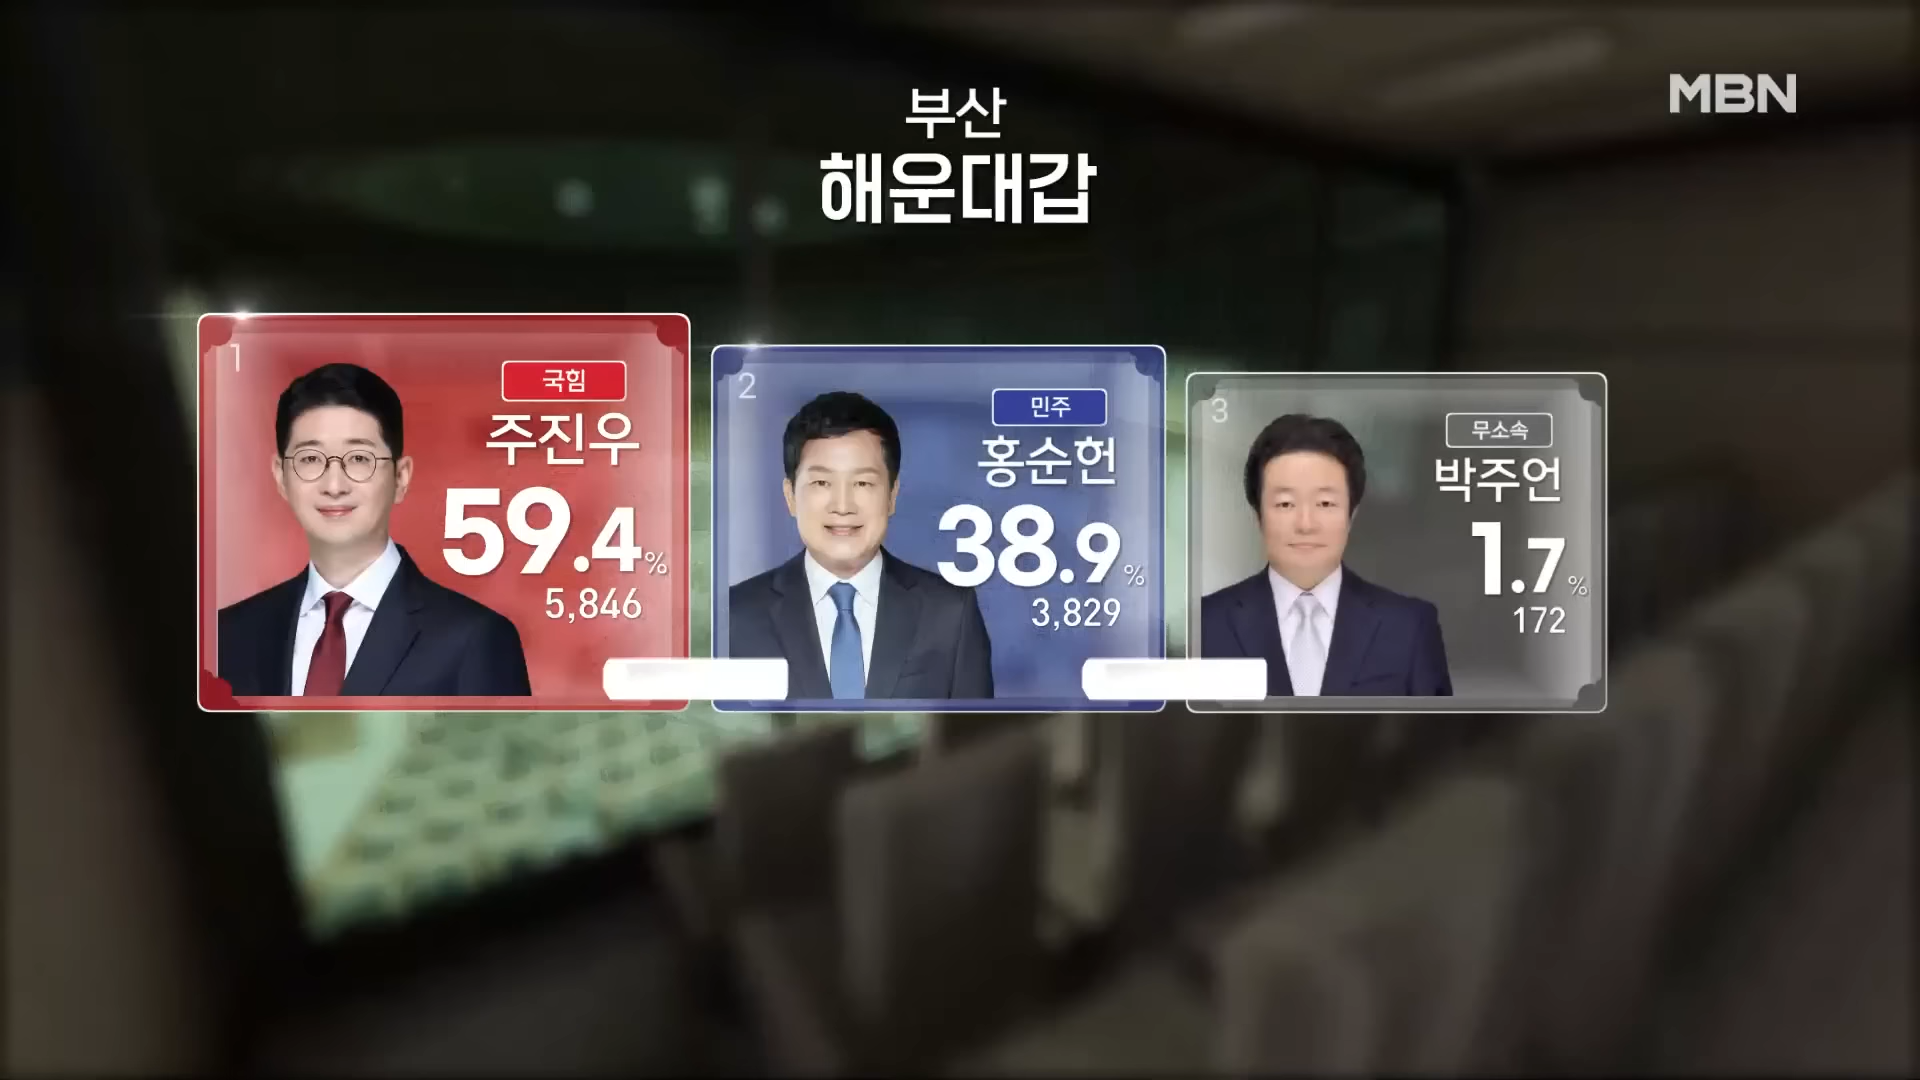 MBN
부산
해운대갑
1
국힘
주진우
59.4%
5,846
2
민주
홍순헌
38.9%
3,829
3
무소속
박주언
1.7%
172